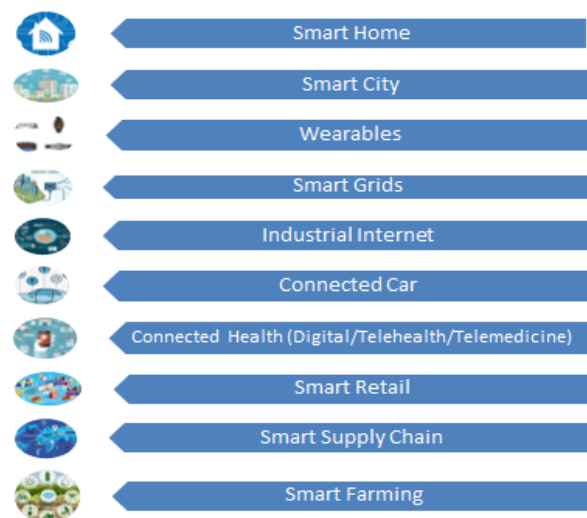 Smart Home
Smart City
Wearables
Smart Grids
Industrial Internet
Connected Car
Connected Health (Digital/Telehealth/Telemedicine)
Smart Retail
Smart Supply Chain
Smart Farming